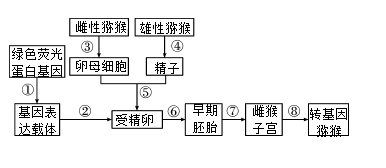 雌性猕猴
雄性猕猴
绿色荧光
蛋白基因
③
④
卵母细胞
精子
①
⑤
基因表
达载体
②
受精卵
⑥
早期
胚胎
⑦
雌猴
子宫
⑧
转基因
猕猴